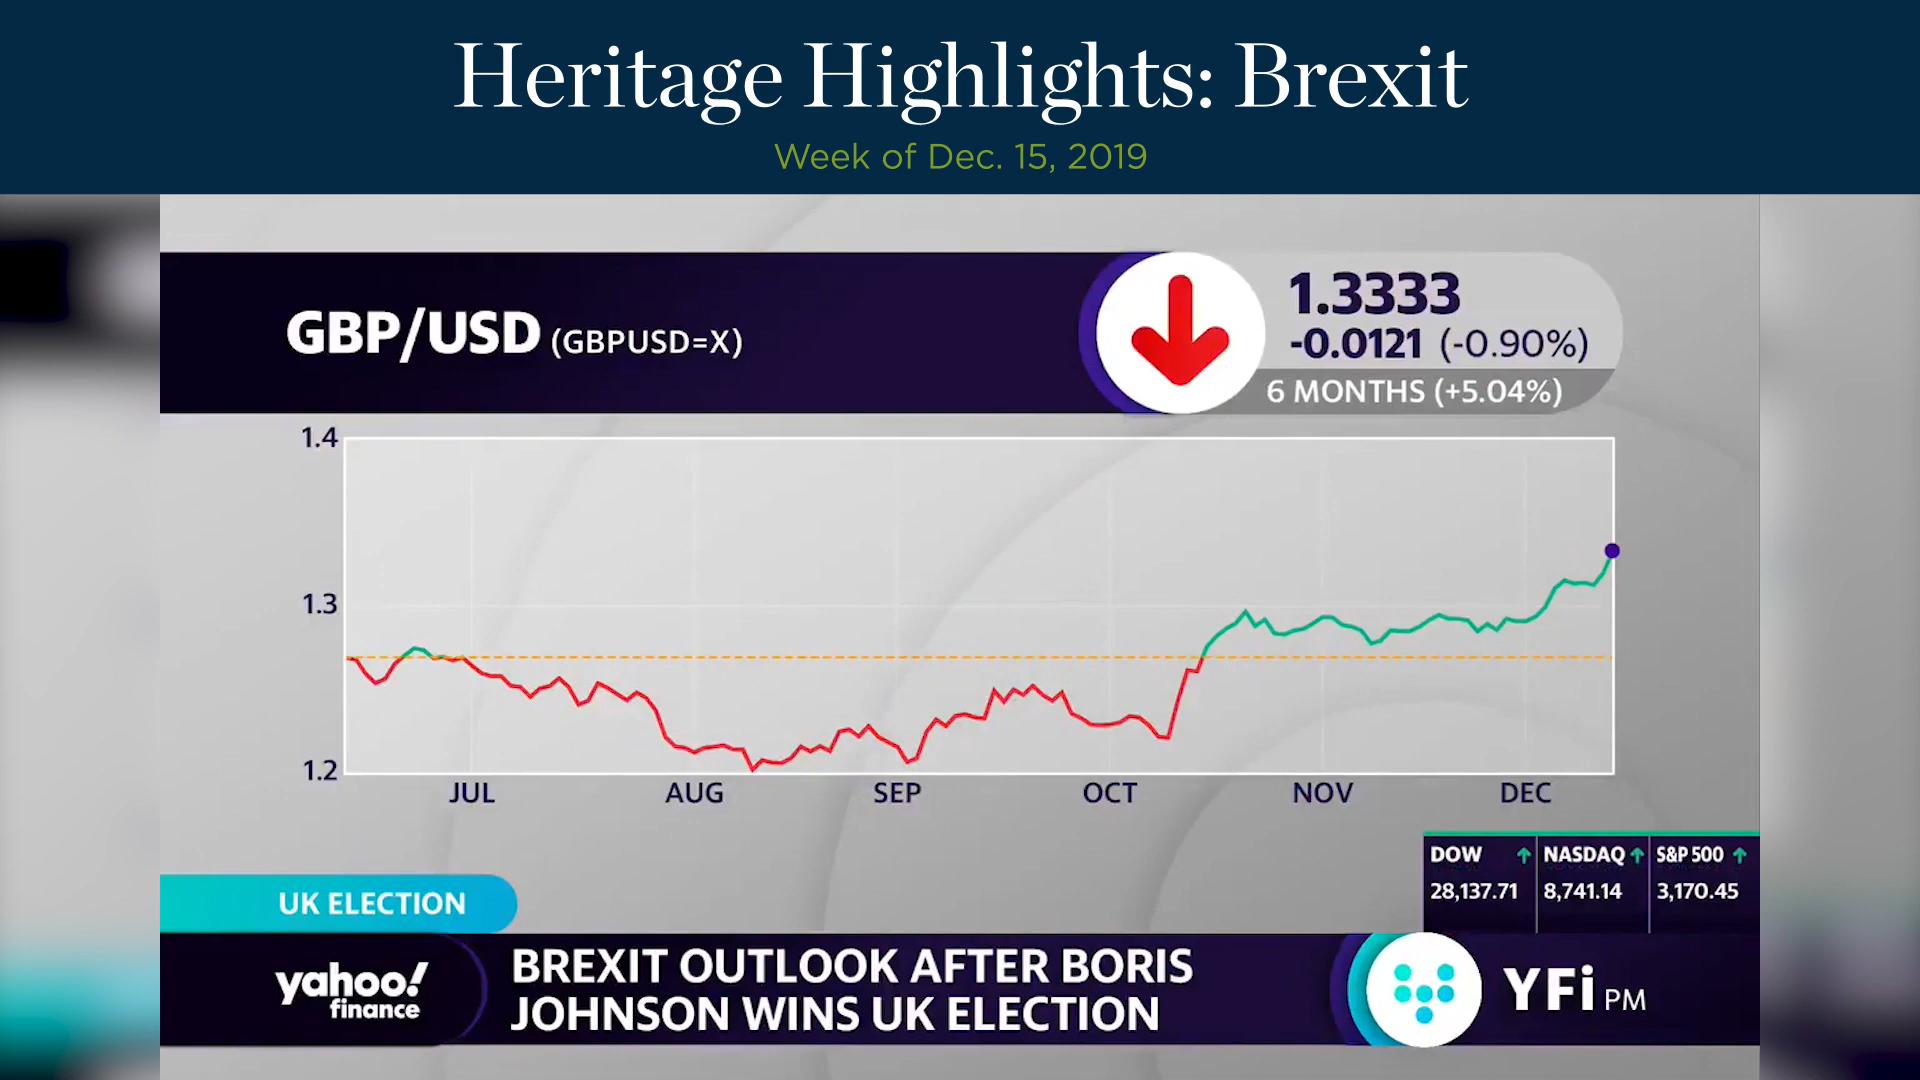 Heritage Highlights: Brexit
Week of Dec. 15, 2019
GBP/USD (GBPUSD=X)
1.3333
-0.0121 (-0.90%)
6 MONTHS (+5.04%)
1.4
1.3
1.2
JUL AUG SEP OCT NOV DEC
DOW NASDAQ S&P 500
28,137.71 8,741.14 3,170.45
UK ELECTION
yahoo!
finance
BREXIT OUTLOOK AFTER BORIS
JOHNSON WINS UK ELECTION
YFi PM